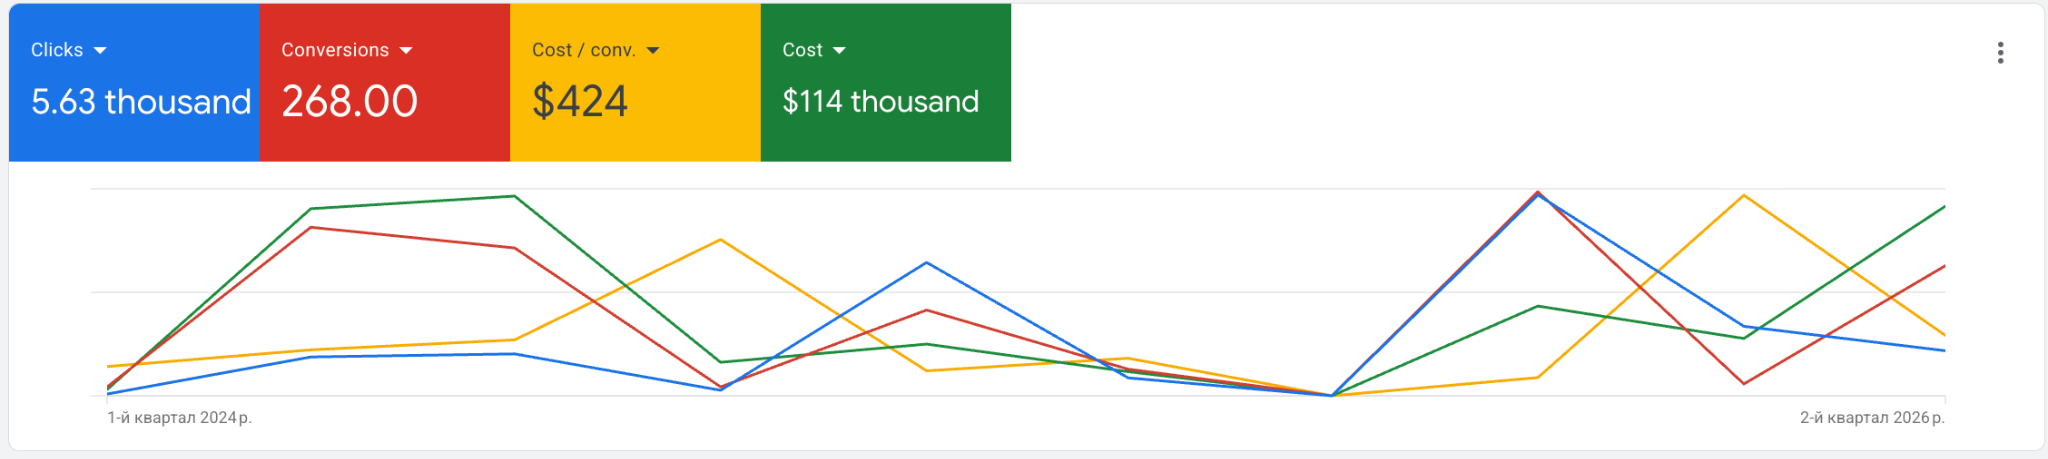 Clicks
5.63 thousand
Conversions
268.00
Cost / conv.
$424
Cost
$114 thousand
1-й квартал 2024 р.
2-й квартал 2026 р.